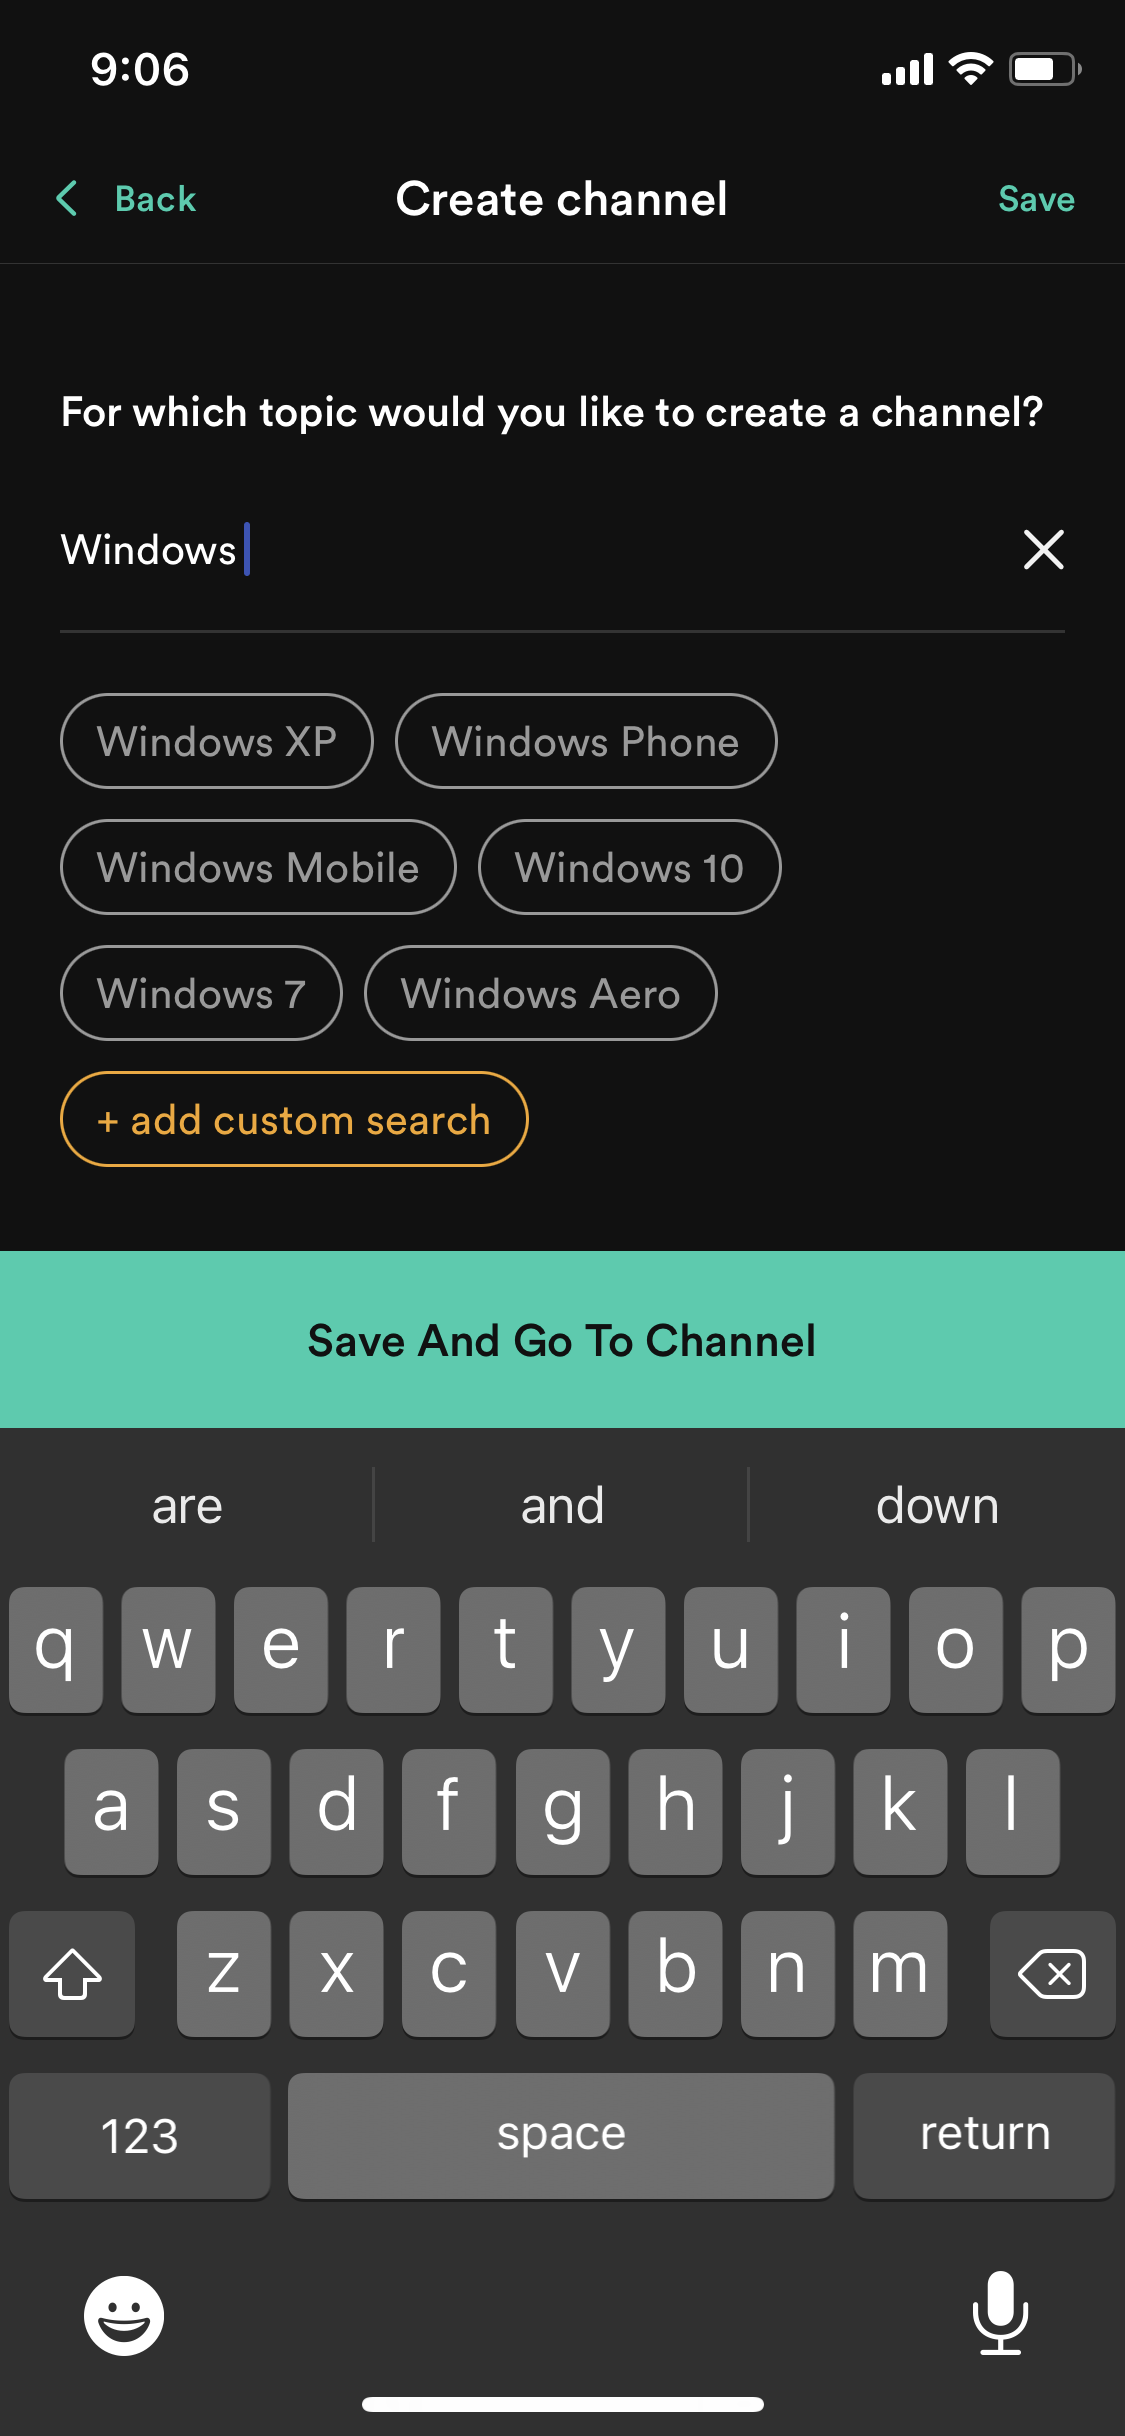 9:06
Back Create channel Save
For which topic would you like to create a channel?
Windows
Windows XP Windows Phone
Windows Mobile Windows 10
Windows 7 Windows Aero
+ add custom search
Save And Go To Channel
are and down
q w e r t y u i o p
a s d f g h j k l
z x c v b n m
123 space return